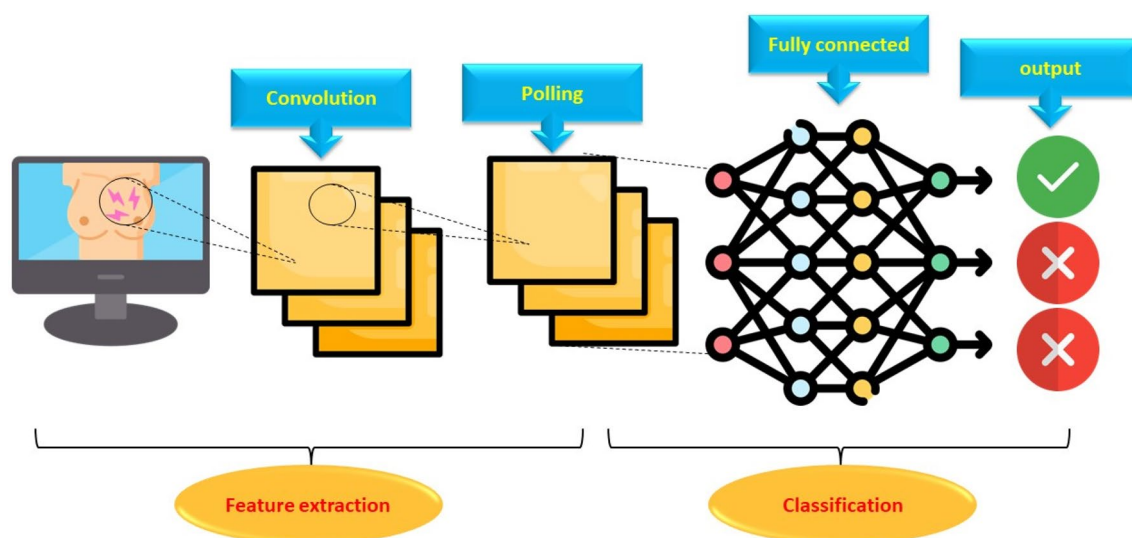 Convolution
Polling
Fully connected
output
Feature extraction
Classification